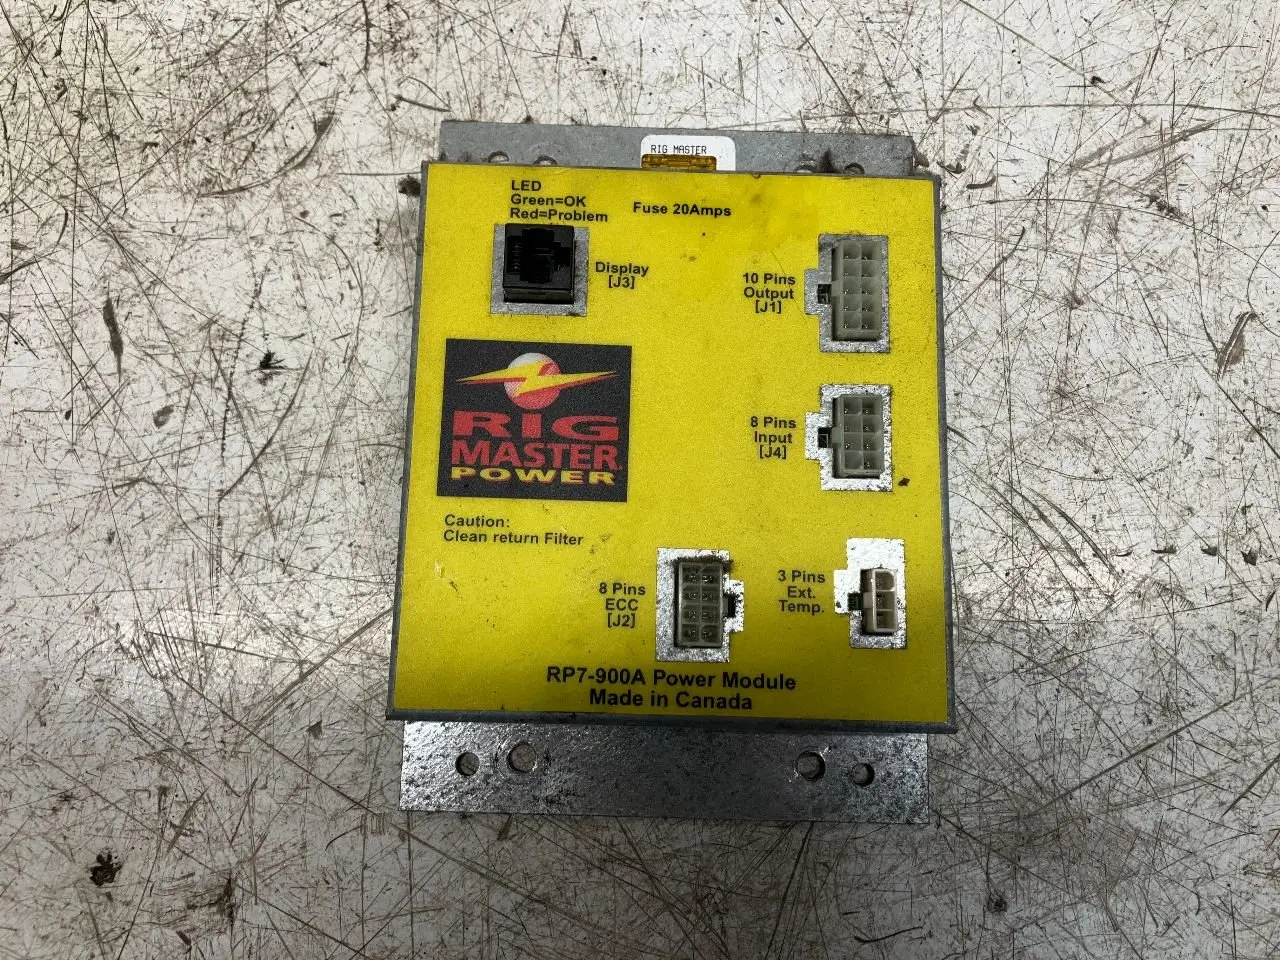 RIG MASTER
LED
Green=OK
Red=Problem
Fuse 20Amps
Display
[J3]
10 Pins
Output
[J1]
RIG
MASTER
POWER
8 Pins
Input
[J4]
Caution:
Clean return Filter
8 Pins
ECC
[J2]
3 Pins
Ext.
Temp.
RP7-900A Power Module
Made in Canada